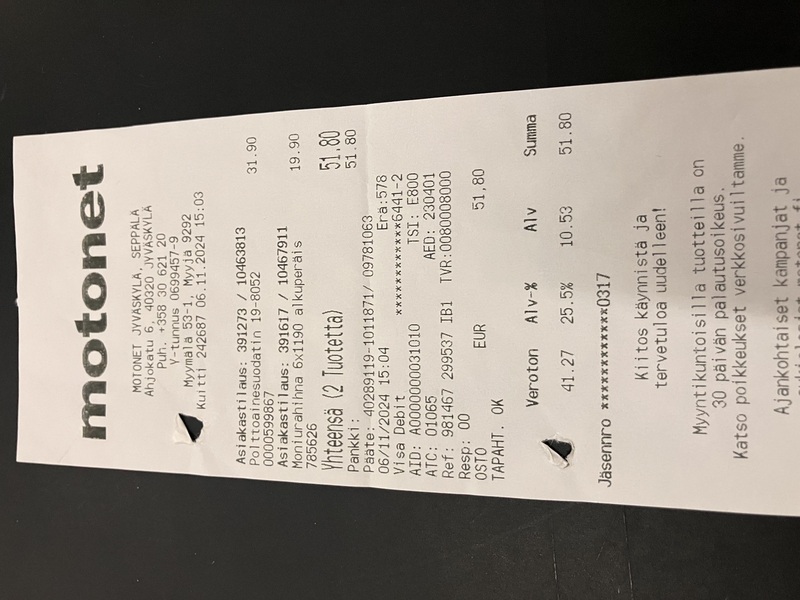 motonet
MOTONET JYVÄSKYLÄ, SEPPÄLÄ
Ahjokatu 6, 40320 JYVÄSKYLÄ
Puh. +358 30 621 20
Y-tunnus 0699457-9
Myymälä 53-1, Myyjä 9292
Kuitti 242687 06.11.2024 15:03
Asiakastilaus: 391273 / 10463813
Polttoainesuodatin 19-8052 31.90
0000599867
Asiakastilaus: 391617 / 10467911
Moniurahihna 6x1190 alkuperäis 19.90
785626
Yhteensä (2 Tuotetta) 51,80
Pankki: 51.80
Pääte: 40289119-1011871/ 09781063
06/11/2024 15:04 Erä:578
Visa Debit ************6441-2
AID: A0000000031010 TSI: E800
ATC: 01065 AED: 230401
Ref: 981467 299537 IB1 TVR:0080008000
Resp: 00
OSTO EUR 51,80
TAPAHT. OK
Veroton Alv-% Alv Summa
41.27 25.5% 10.53 51.80
Jäsennro ************0317
Kiitos käynnistä ja
tervetuloa uudelleen!
Myyntikuntoisilla tuotteilla on
30 päivän palautusoikeus.
Katso poikkeukset verkkosivuiltamme.
Ajankohtaiset kampanjat ja